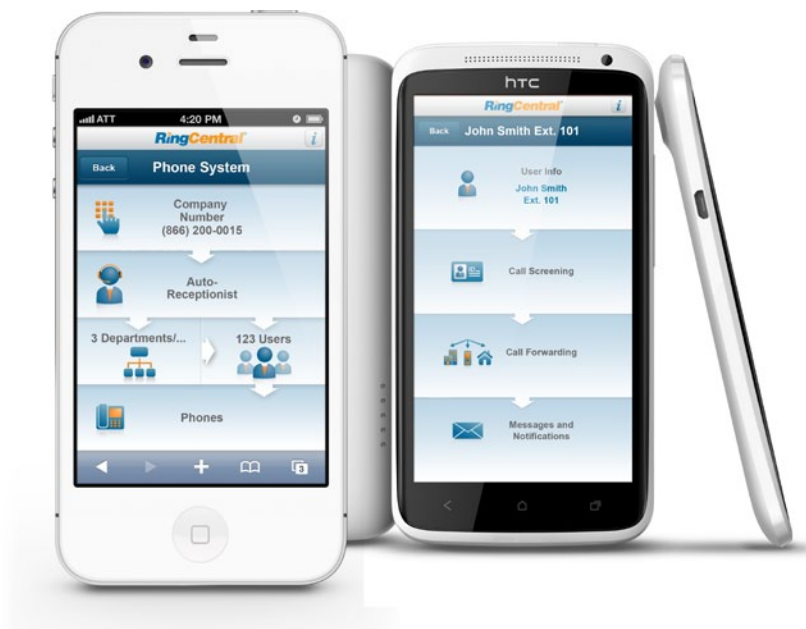 ATT 4:20 PM
RingCentral
i
Back Phone System
Company
Number
(866) 200-0015
Auto-
Receptionist
3 Departments/...
123 Users
Phones
3
hTC
RingCentral
i
Back John Smith Ext. 101
User Info
John Smith
Ext. 101
Call Screening
Call Forwarding
Messages and
Notifications